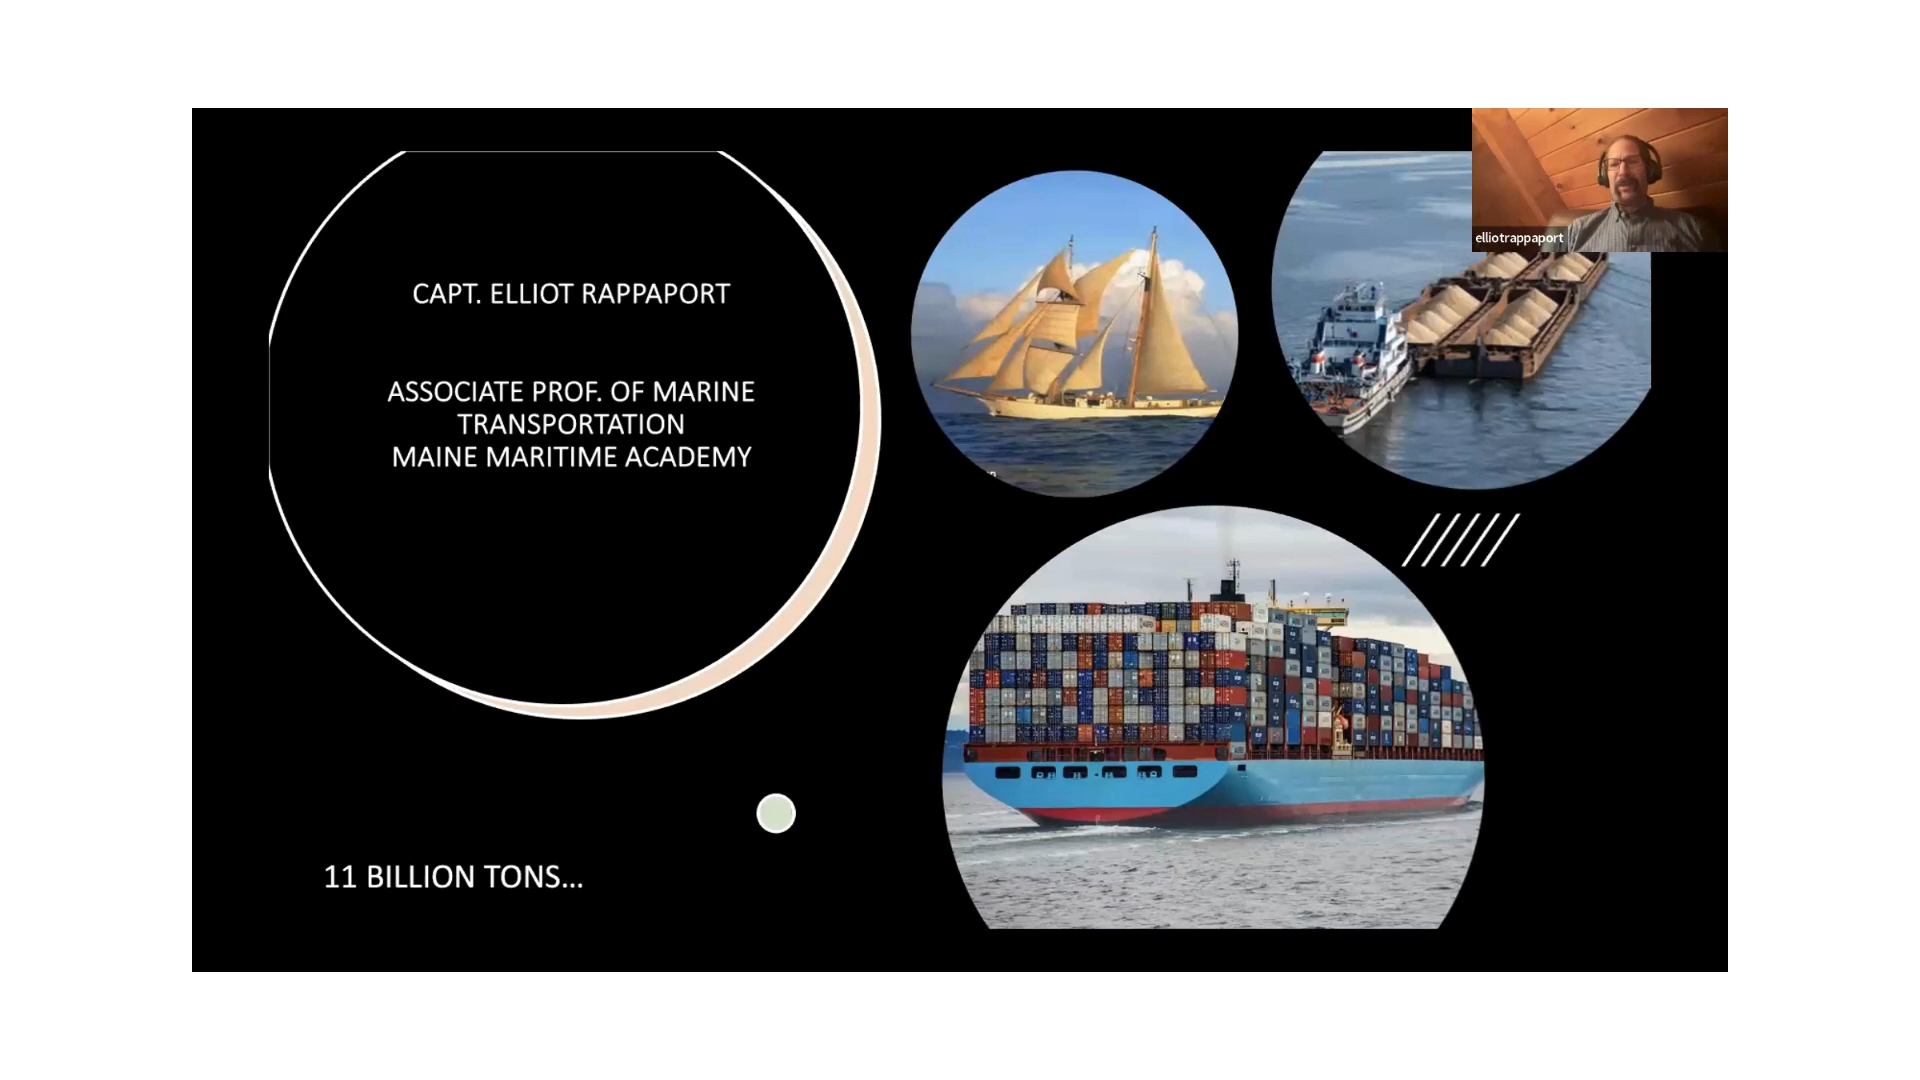 CAPT. ELLIOT RAPPAPORT
ASSOCIATE PROF. OF MARINE
TRANSPORTATION
MAINE MARITIME ACADEMY
11 BILLION TONS...
elliotrappaport